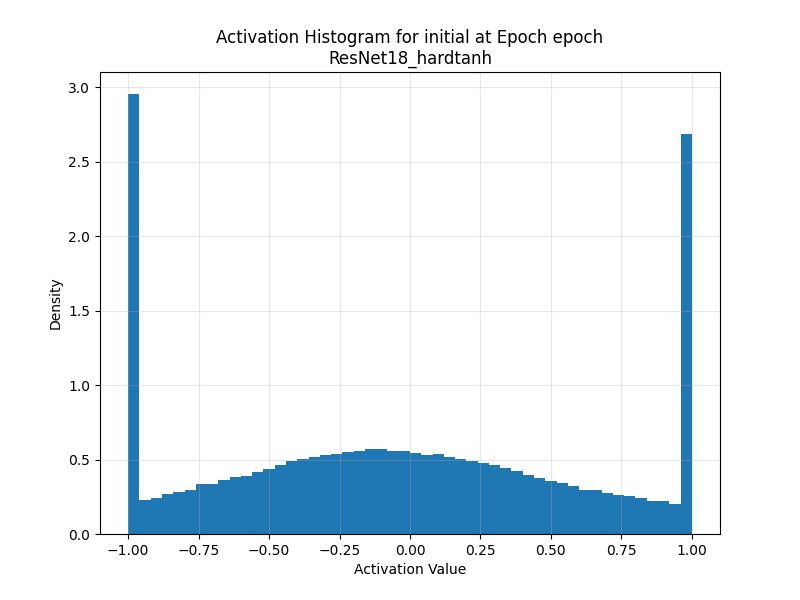 Activation Histogram for initial at Epoch epoch
ResNet18_hardtanh
3.0
2.5
2.0
1.5
1.0
0.5
0.0
Density
−1.00 −0.75 −0.50 −0.25 0.00 0.25 0.50 0.75 1.00
Activation Value